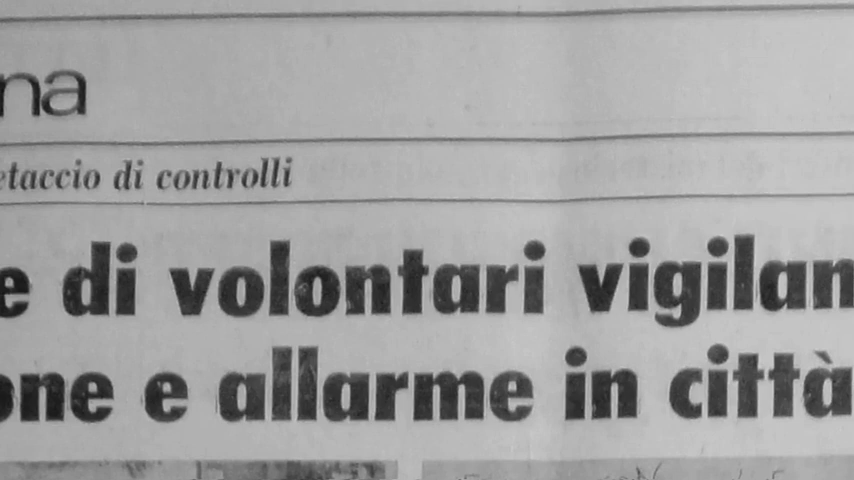 na
etaccio di controlli
e di volontari vigilan
one e allarme in città